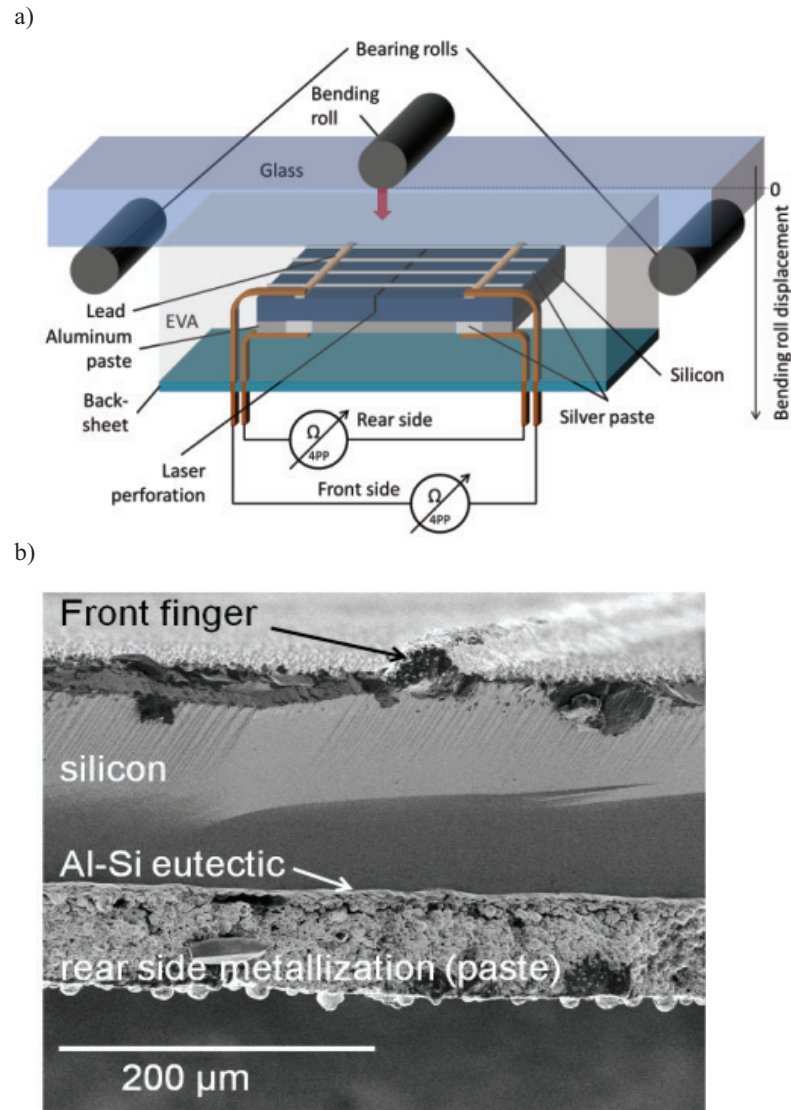 a)
Bearing rolls
Bending
roll
Glass
0
Bending roll displacement
Lead
EVA
Aluminum
paste
Silicon
Back-
sheet
Silver paste
Rear side
Ω
4PP
Laser
perforation
Front side
Ω
4PP
b)
Front finger
silicon
Al-Si eutectic
rear side metallization (paste)
200 µm